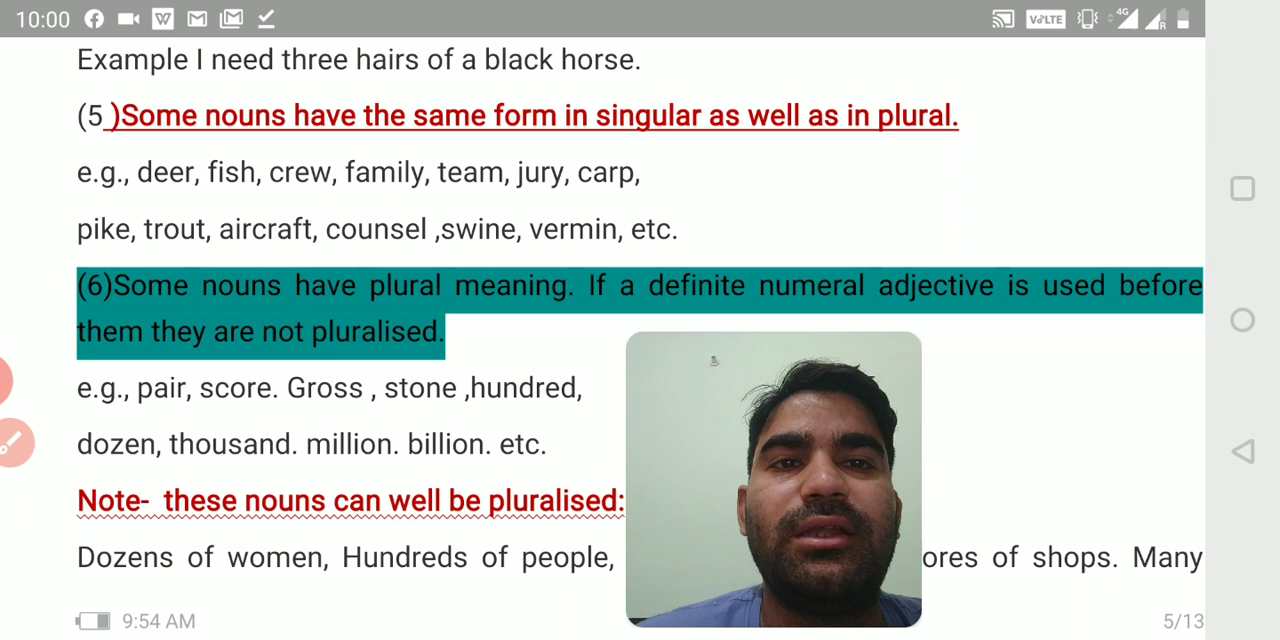 10:00
VoLTE
4G
R
Example I need three hairs of a black horse.
(5 )Some nouns have the same form in singular as well as in plural.
e.g., deer, fish, crew, family, team, jury, carp,
pike, trout, aircraft, counsel ,swine, vermin, etc.
(6)Some nouns have plural meaning. If a definite numeral adjective is used before
them they are not pluralised.
e.g., pair, score. Gross , stone ,hundred,
dozen, thousand. million. billion. etc.
Note- these nouns can well be pluralised:
Dozens of women, Hundreds of people, ores of shops. Many
9:54 AM
5/13